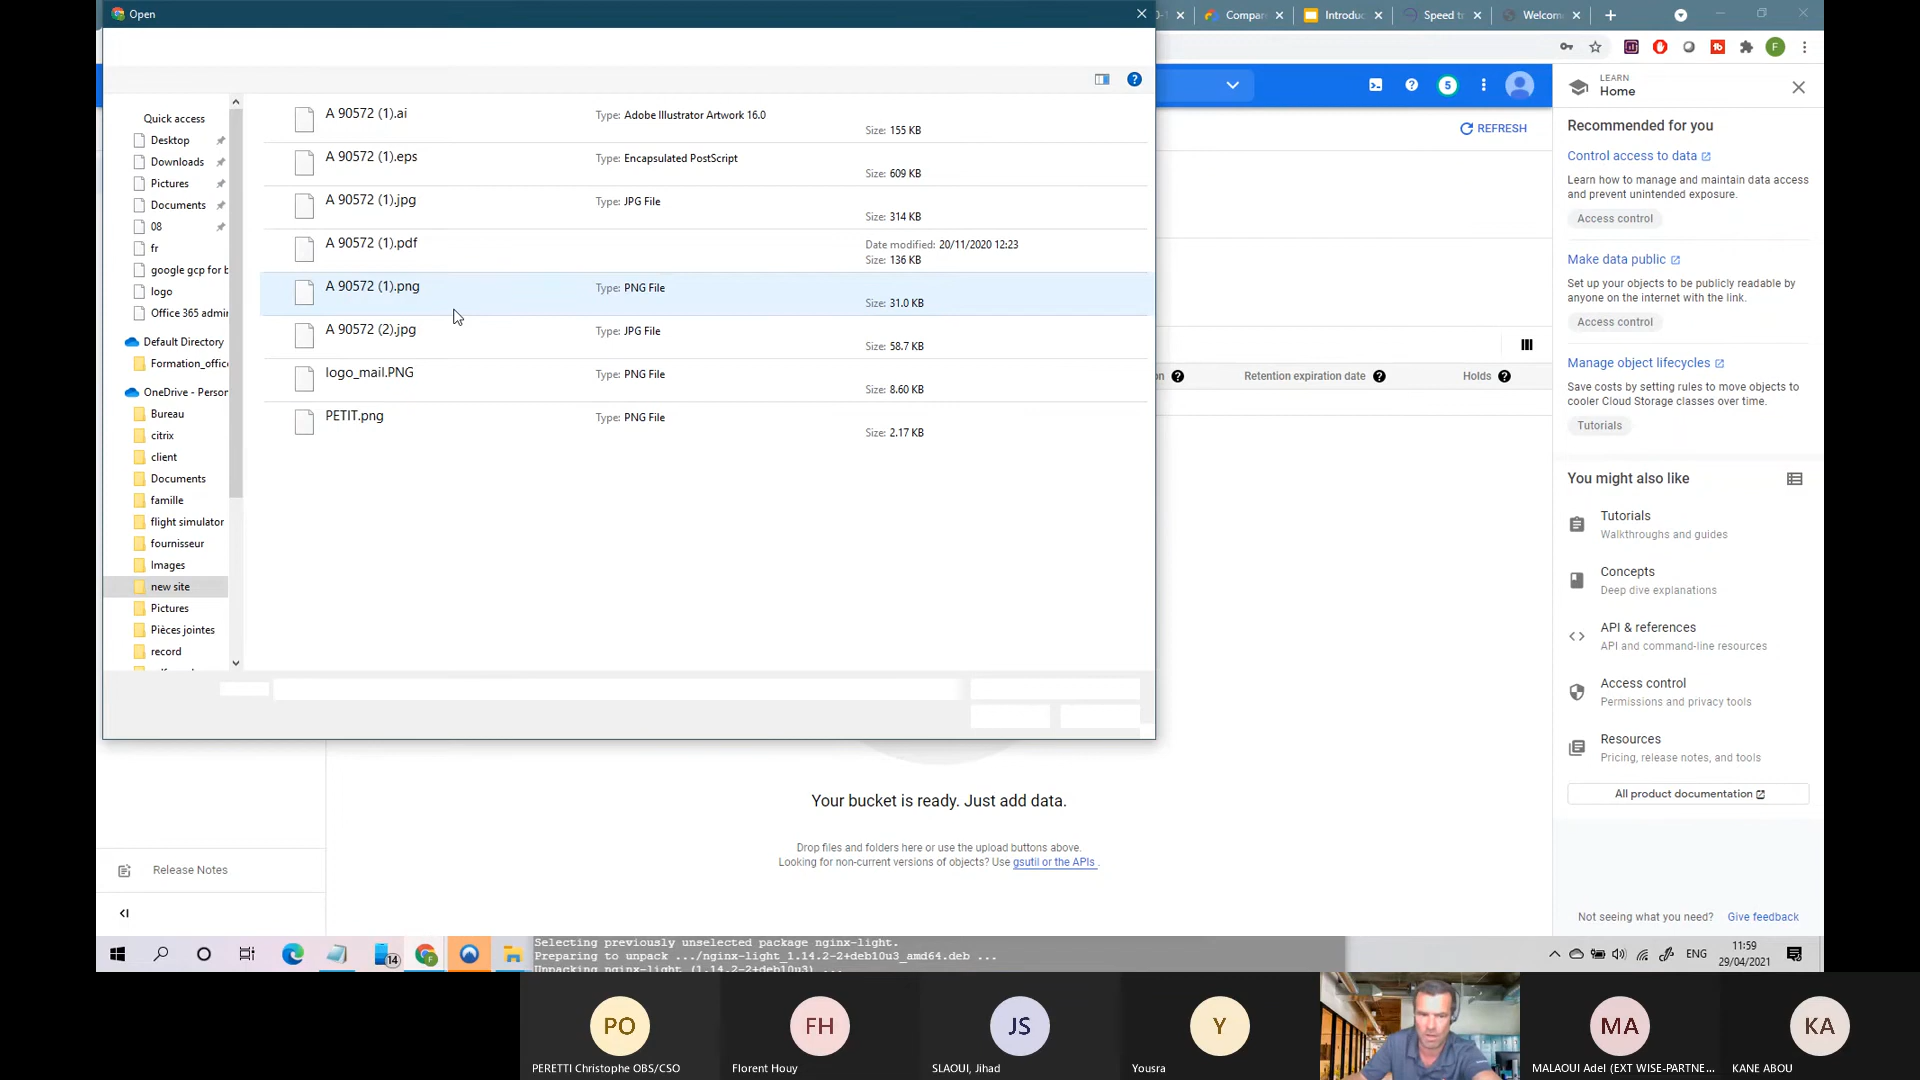 Open
Compar
Introduc
Speed t
Welcom
F
5
LEARN
Home
REFRESH
Quick access
Desktop
Downloads
Pictures
Documents
08
fr
google gcp for b
logo
Office 365 admi
Default Directory
Formation_offic
OneDrive - Person
Bureau
citrix
client
Documents
famille
flight simulator
fournisseur
Images
new site
Pictures
Pièces jointes
record
A 90572 (1).ai
Type: Adobe Illustrator Artwork 16.0
Size: 155 KB
A 90572 (1).eps
Type: Encapsulated PostScript
Size: 609 KB
A 90572 (1).jpg
Type: JPG File
Size: 314 KB
A 90572 (1).pdf
Date modified: 20/11/2020 12:23
Size: 136 KB
A 90572 (1).png
Type: PNG File
Size: 31.0 KB
A 90572 (2).jpg
Type: JPG File
Size: 58.7 KB
logo_mail.PNG
Type: PNG File
Size: 8.60 KB
PETIT.png
Type: PNG File
Size: 2.17 KB
on
Retention expiration date
Holds
Your bucket is ready. Just add data.
Drop files and folders here or use the upload buttons above.
Looking for non-current versions of objects? Use gsutil or the APIs .
Release Notes
Recommended for you
Control access to data
Learn how to manage and maintain data access
and prevent unintended exposure.
Access control
Make data public
Set up your objects to be publicly readable by
anyone on the internet with the link.
Access control
Manage object lifecycles
Save costs by setting rules to move objects to
cooler Cloud Storage classes over time.
Tutorials
You might also like
Tutorials
Walkthroughs and guides
Concepts
Deep dive explanations
API & references
API and command-line resources
Access control
Permissions and privacy tools
Resources
Pricing, release notes, and tools
All product documentation
Not seeing what you need? Give feedback
14
Selecting previously unselected package nginx-light.
Preparing to unpack .../nginx-light_1.14.2-2+deb10u3_amd64.deb ...
Unpacking nginx-light (1.14.2-2+deb10u3) ...
ENG
11:59
29/04/2021
PO
PERETTI Christophe OBS/CSO
FH
Florent Houy
JS
SLAOUI, Jihad
Y
Yousra
MA
MALAOUI Adel (EXT WISE-PARTNE...
KA
KANE ABOU